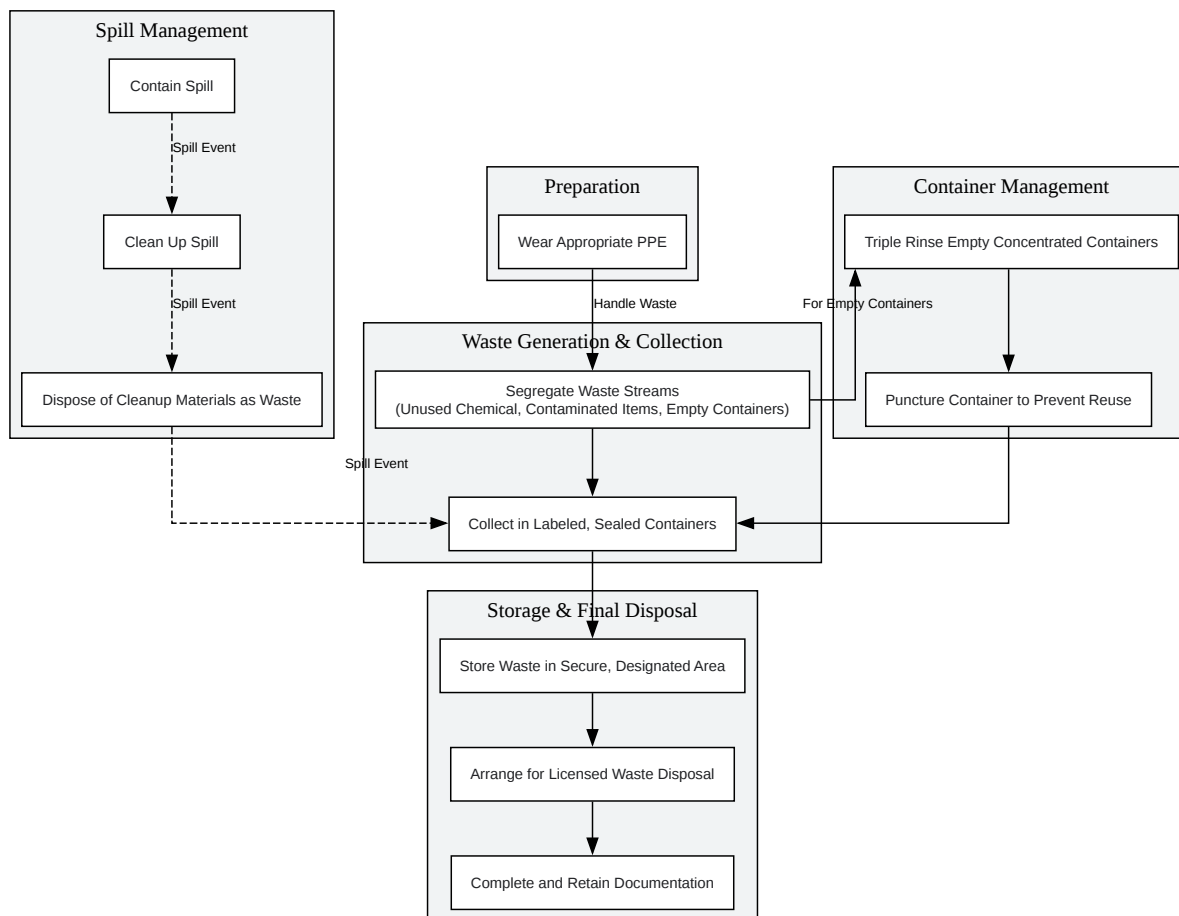 Spill Management
Contain Spill
Spill Event
Clean Up Spill
Spill Event
Dispose of Cleanup Materials as Waste
Spill Event
Preparation
Wear Appropriate PPE
Handle Waste
Waste Generation & Collection
Segregate Waste Streams
(Unused Chemical, Contaminated Items, Empty Containers)
Collect in Labeled, Sealed Containers
Container Management
Triple Rinse Empty Concentrated Containers
For Empty Containers
Puncture Container to Prevent Reuse
Storage & Final Disposal
Store Waste in Secure, Designated Area
Arrange for Licensed Waste Disposal
Complete and Retain Documentation